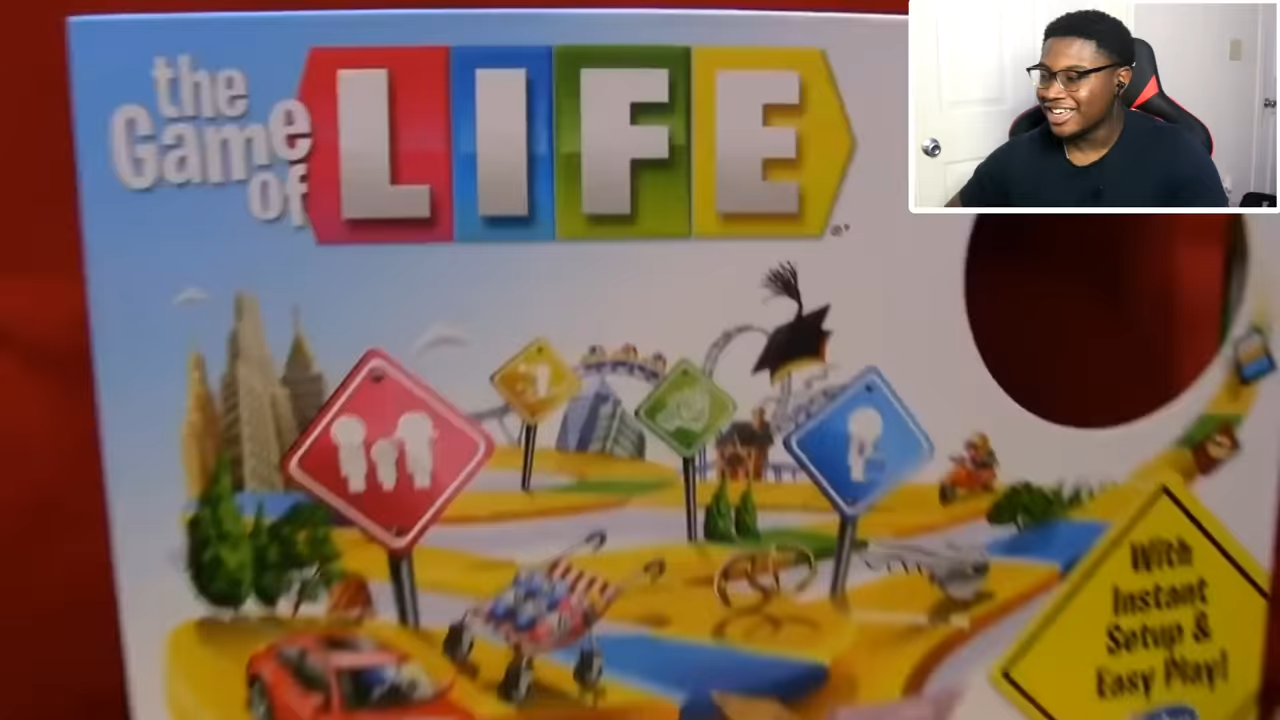 the
Game
of
LIFE
With
Instant
Setup &
Easy Play!